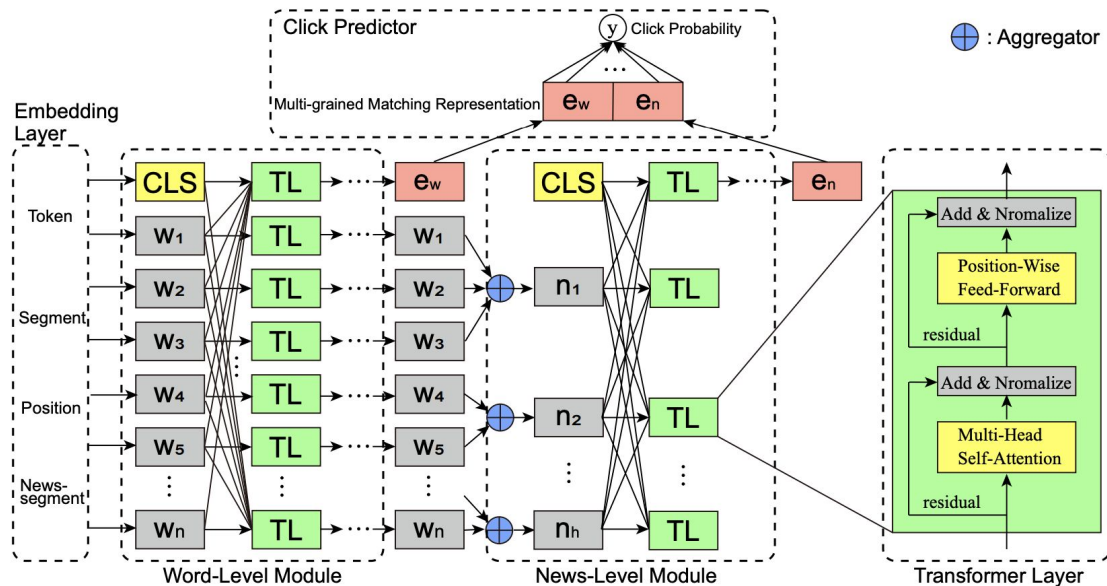 Click Predictor
y Click Probability
: Aggregator
...
Multi-grained Matching Representation
ew en
Embedding
Layer
Token
Segment
Position
News-
segment
CLS TL ew
w1 TL w1
w2 TL w2
w3 TL w3
w4 TL w4
w5 TL w5
wn TL wn
Word-Level Module
CLS TL en
n1 TL
n2 TL
nh TL
News-Level Module
Add & Nromalize
Position-Wise
Feed-Forward
residual
Add & Nromalize
Multi-Head
Self-Attention
residual
Transformer Layer